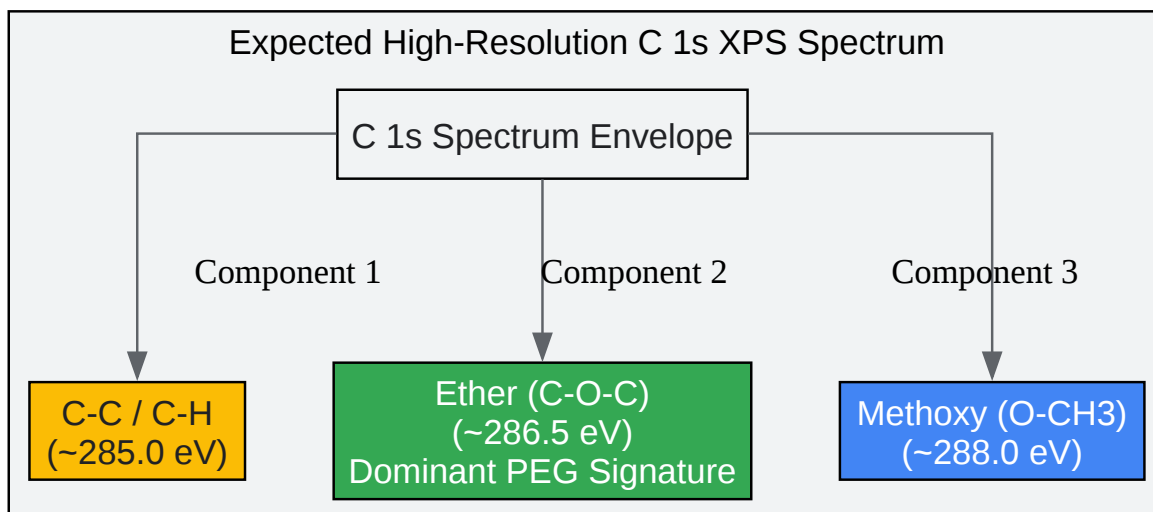 Expected High-Resolution C 1s XPS Spectrum
C 1s Spectrum Envelope
Component 1
Component 2
Component 3
C-C / C-H
(~285.0 eV)
Ether (C-O-C)
(~286.5 eV)
Dominant PEG Signature
Methoxy (O-CH3)
(~288.0 eV)